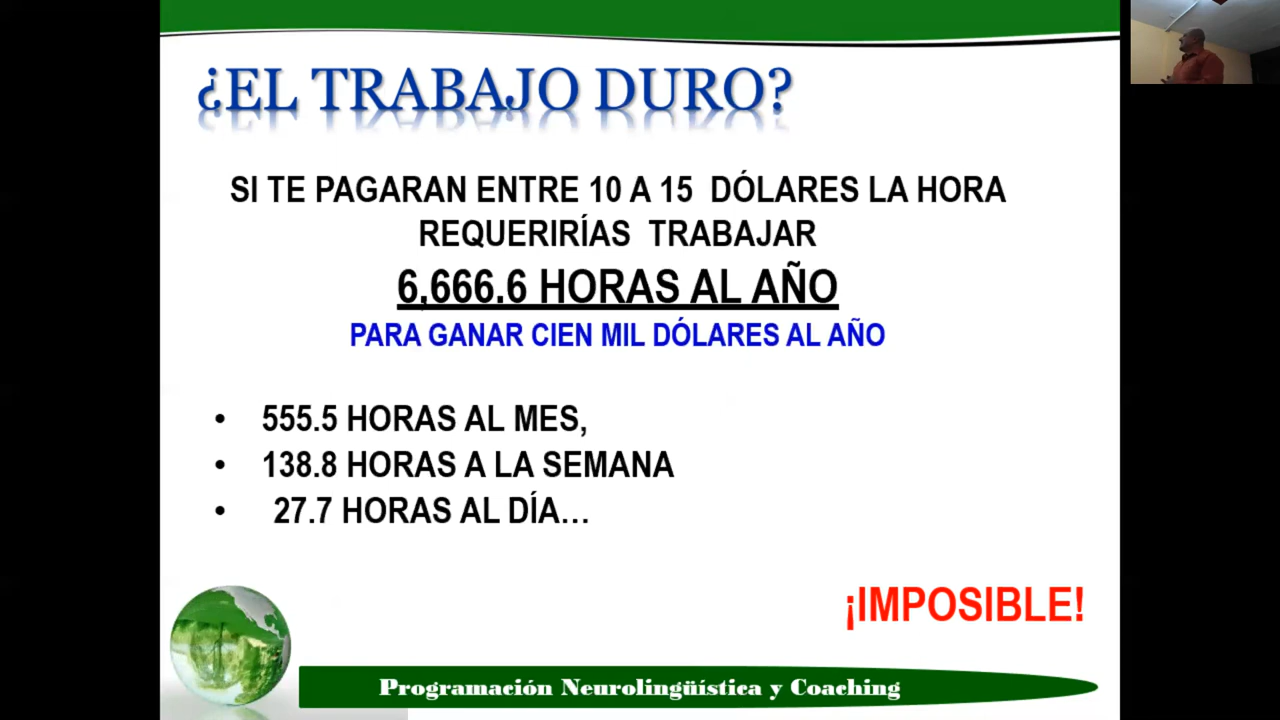 ¿EL TRABAJO DURO?
SI TE PAGARAN ENTRE 10 A 15 DÓLARES LA HORA
REQUERIRÍAS TRABAJAR
6,666.6 HORAS AL AÑO
PARA GANAR CIEN MIL DÓLARES AL AÑO
• 555.5 HORAS AL MES,
• 138.8 HORAS A LA SEMANA
• 27.7 HORAS AL DÍA...
¡IMPOSIBLE!
Programación Neurolingüística y Coaching